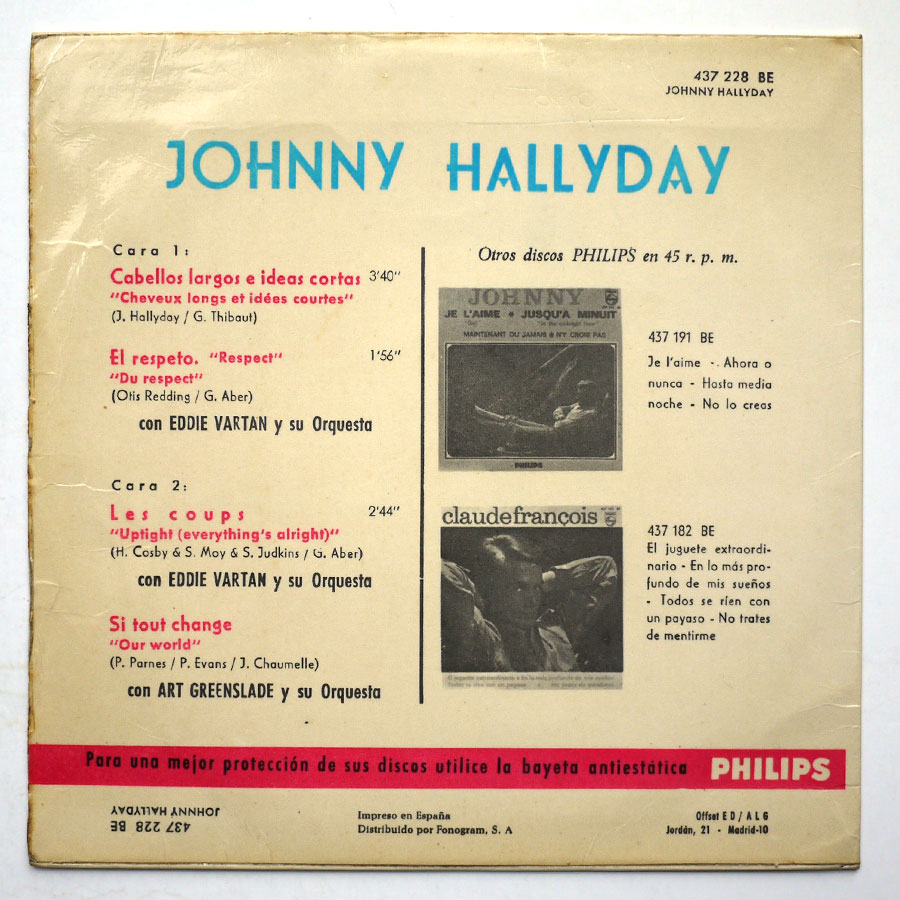 437 228 BE
JOHNNY HALLYDAY
JOHNNY HALLYDAY
Cara 1:
Cabellos largos e ideas cortas 3'40"
"Cheveux longs et idées courtes"
(J. Hallyday / G. Thibaut)
El respeto. "Respect" 1'56"
"Du respect"
(Otis Redding / G. Aber)
con EDDIE VARTAN y su Orquesta
Cara 2:
Les coups 2'44"
"Uptight (everything's alright)"
(H. Cosby & S. Moy & S. Judkins / G. Aber)
con EDDIE VARTAN y su Orquesta
Si tout change
"Our world"
(P. Parnes / P. Evans / J. Chaumelle)
con ART GREENSLADE y su Orquesta
Otros discos PHILIPS en 45 r. p. m.
JOHNNY
JE L'AIME • JUSQU'A MINUIT
MAINTENANT OU JAMAIS • N'Y CROIS PAS
PHILIPS
437 191 BE
Je l'aime - Ahora o
nunca - Hasta media
noche - No lo creas
claude françois
437 182 BE
El juguete extraordi-
nario - En lo más pro-
fundo de mis sueños
- Todos se ríen con
un payaso - No trates
de mentirme
Para una mejor protección de sus discos utilice la bayeta antiestática PHILIPS
437 228 BE
JOHNNY HALLYDAY
Impreso en España
Distribuido por Fonogram, S. A
Offset E D / A L G
Jordán, 21 - Madrid-10